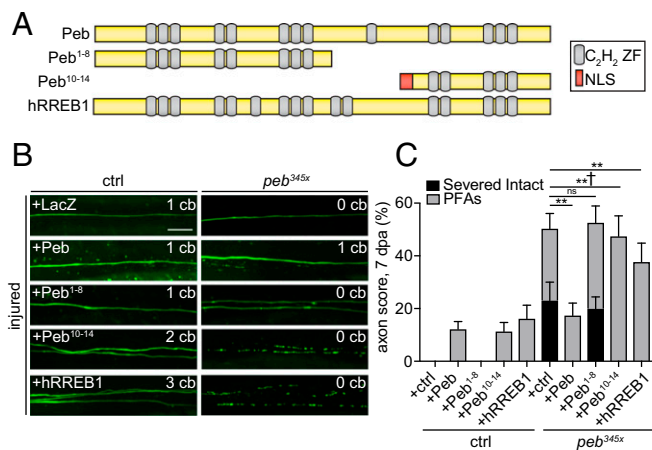 A
Peb
Peb¹⁻⁸
Peb¹⁰⁻¹⁴
hRREB1
C₂H₂ ZF
NLS
B
ctrl
peb³⁴⁵ˣ
injured
+LacZ 1 cb
0 cb
+Peb 1 cb
1 cb
+Peb¹⁻⁸ 1 cb
0 cb
+Peb¹⁰⁻¹⁴ 2 cb
0 cb
+hRREB1 3 cb
0 cb
C
Severed Intact
PFAs
**
**†
ns
**
axon score, 7 dpa (%)
60
40
20
0
+ctrl
+Peb
+Peb¹⁻⁸
+Peb¹⁰⁻¹⁴
+hRREB1
+ctrl
+Peb
+Peb¹⁻⁸
+Peb¹⁰⁻¹⁴
+hRREB1
ctrl
peb³⁴⁵ˣ